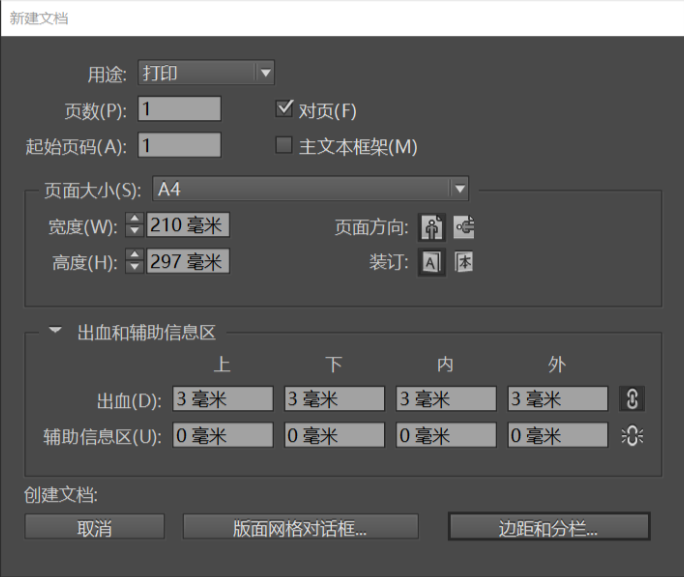 新建文档
用途: 打印
页数(P): 1 对页(F)
起始页码(A): 1 主文本框架(M)
页面大小(S): A4
宽度(W): 210 毫米 页面方向:
高度(H): 297 毫米 装订: A 本
出血和辅助信息区
上 下 内 外
出血(D): 3 毫米 3 毫米 3 毫米 3 毫米
辅助信息区(U): 0 毫米 0 毫米 0 毫米 0 毫米
创建文档:
取消 版面网格对话框... 边距和分栏...